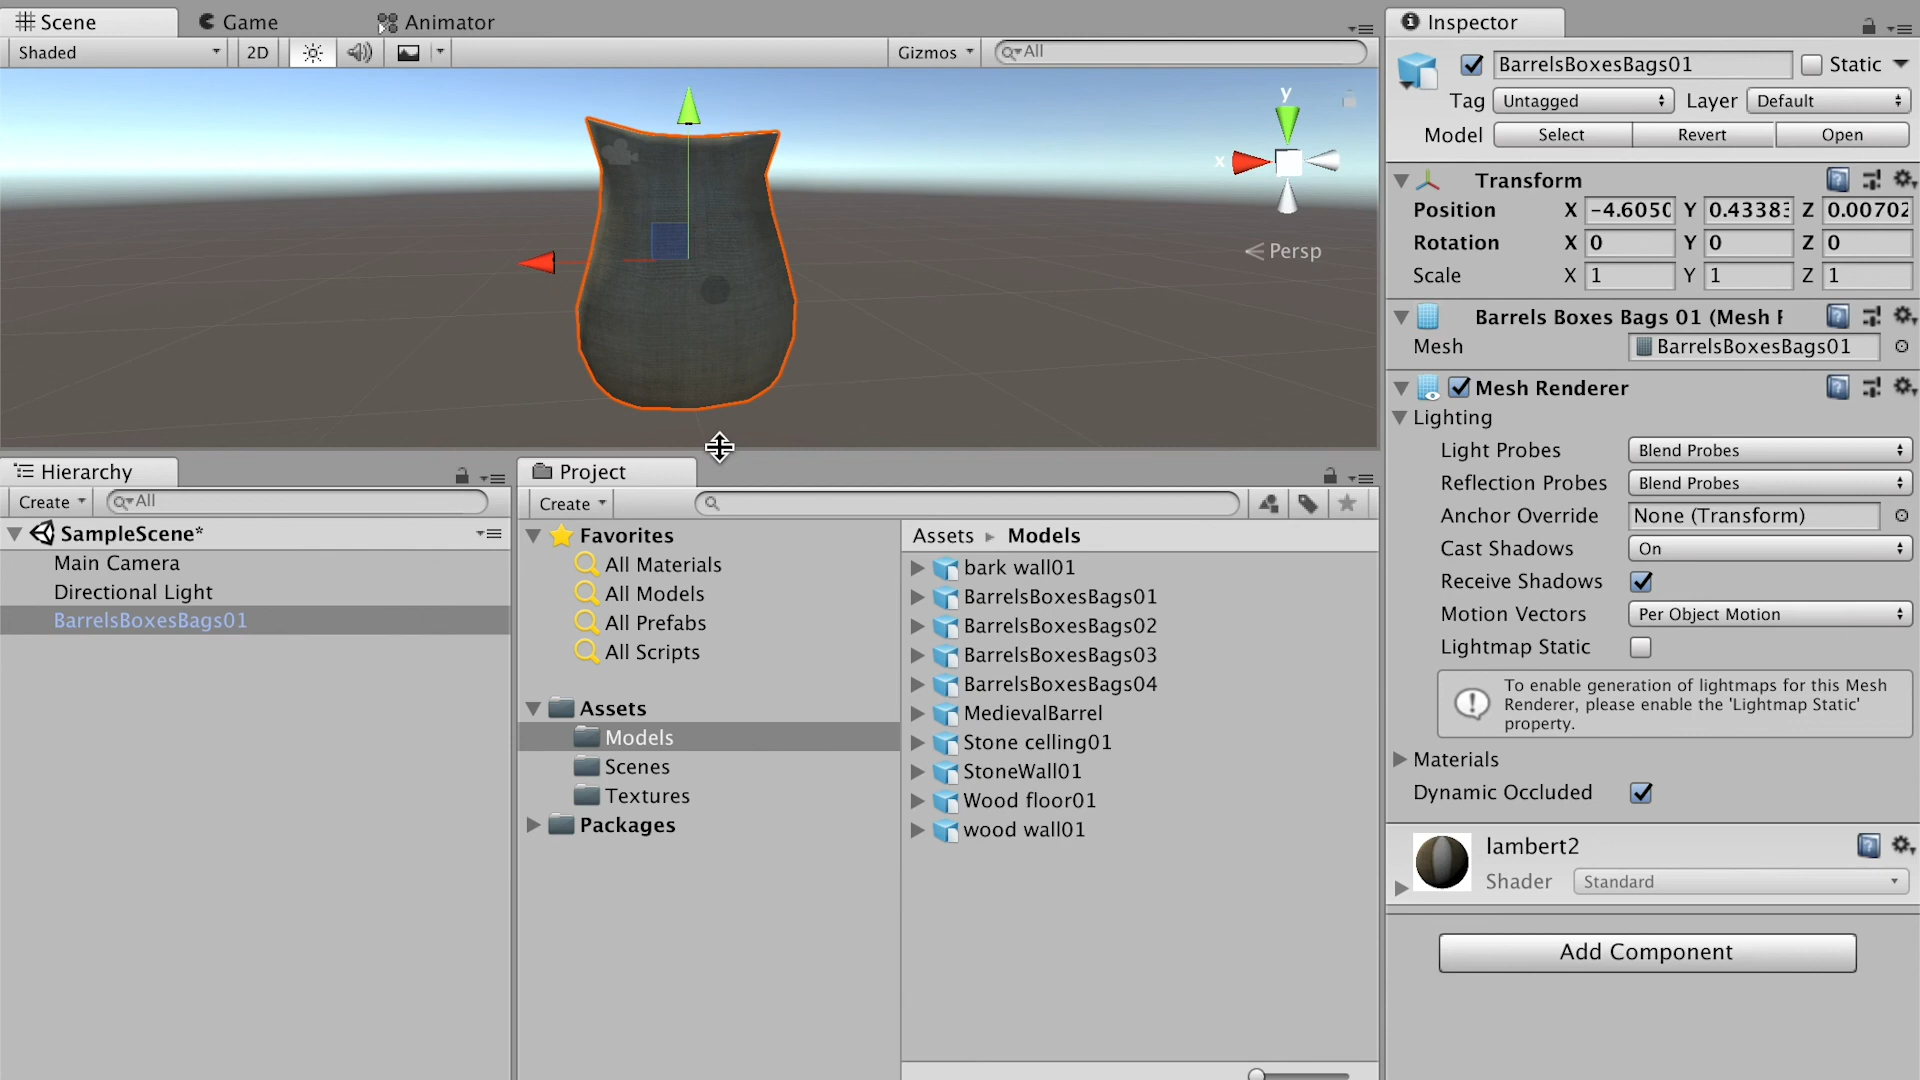 Scene
Game
Animator
Shaded
2D
Gizmos
All
y
x
Persp
Hierarchy
Create
All
SampleScene*
Main Camera
Directional Light
BarrelsBoxesBags01
Project
Create
Favorites
All Materials
All Models
All Prefabs
All Scripts
Assets
Models
Scenes
Textures
Packages
Assets Models
bark wall01
BarrelsBoxesBags01
BarrelsBoxesBags02
BarrelsBoxesBags03
BarrelsBoxesBags04
MedievalBarrel
Stone celling01
StoneWall01
Wood floor01
wood wall01
Inspector
BarrelsBoxesBags01 Static
Tag Untagged Layer Default
Model Select Revert Open
Transform
Position X -4.6050 Y 0.43383 Z 0.00702
Rotation X 0 Y 0 Z 0
Scale X 1 Y 1 Z 1
Barrels Boxes Bags 01 (Mesh F
Mesh BarrelsBoxesBags01
Mesh Renderer
Lighting
Light Probes Blend Probes
Reflection Probes Blend Probes
Anchor Override None (Transform)
Cast Shadows On
Receive Shadows
Motion Vectors Per Object Motion
Lightmap Static
To enable generation of lightmaps for this Mesh
Renderer, please enable the 'Lightmap Static'
property.
Materials
Dynamic Occluded
lambert2
Shader Standard
Add Component